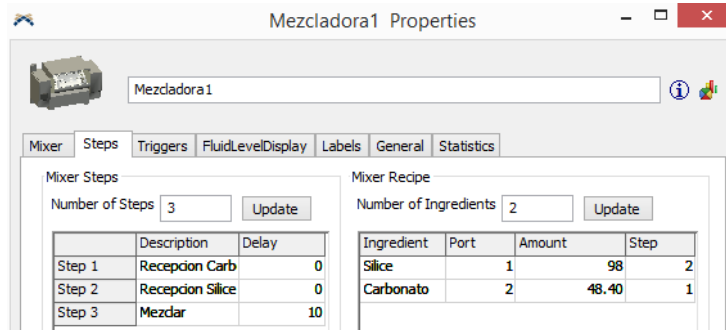 Mezcladora1 Properties
Mezcladora1
Mixer Steps Triggers FluidLevelDisplay Labels General Statistics
Mixer Steps
Number of Steps 3 Update
Description Delay
Step 1 Recepcion Carb 0
Step 2 Recepcion Silice 0
Step 3 Mezclar 10
Mixer Recipe
Number of Ingredients 2 Update
Ingredient Port Amount Step
Silice 1 98 2
Carbonato 2 48.40 1